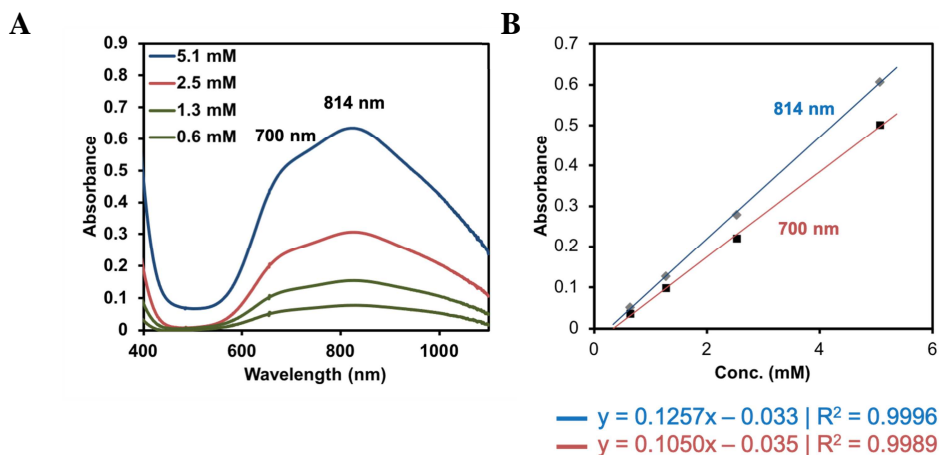 A
0.9
0.8
0.7
0.6
0.5
0.4
0.3
0.2
0.1
0
Absorbance
5.1 mM
2.5 mM
1.3 mM
0.6 mM
814 nm
700 nm
400
600
800
1000
Wavelength (nm)
B
0.7
0.6
0.5
0.4
0.3
0.2
0.1
0
Absorbance
814 nm
700 nm
0
2
4
6
Conc. (mM)
y = 0.1257x – 0.033 | R² = 0.9996
y = 0.1050x – 0.035 | R² = 0.9989